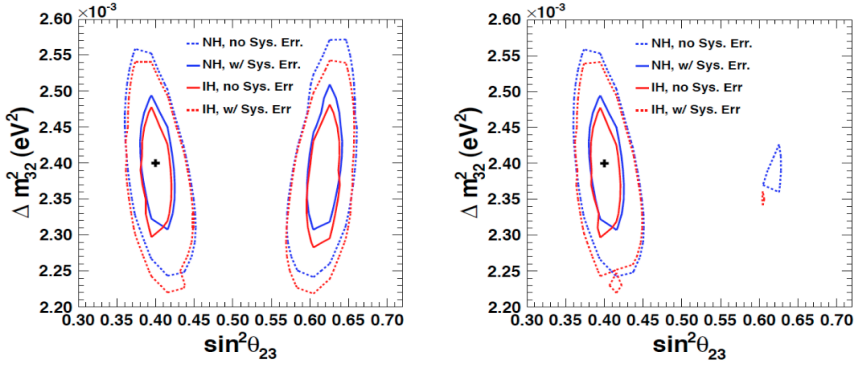 ×10⁻³
2.60
2.55
2.50
2.45
2.40
2.35
2.30
2.25
2.20
Δ m²₃₂ (eV²)
NH, no Sys. Err.
NH, w/ Sys. Err.
IH, no Sys. Err
IH, w/ Sys. Err
0.30 0.35 0.40 0.45 0.50 0.55 0.60 0.65 0.70
sin²θ₂₃
×10⁻³
2.60
2.55
2.50
2.45
2.40
2.35
2.30
2.25
2.20
Δ m²₃₂ (eV²)
NH, no Sys. Err.
NH, w/ Sys. Err.
IH, no Sys. Err
IH, w/ Sys. Err
0.30 0.35 0.40 0.45 0.50 0.55 0.60 0.65 0.70
sin²θ₂₃